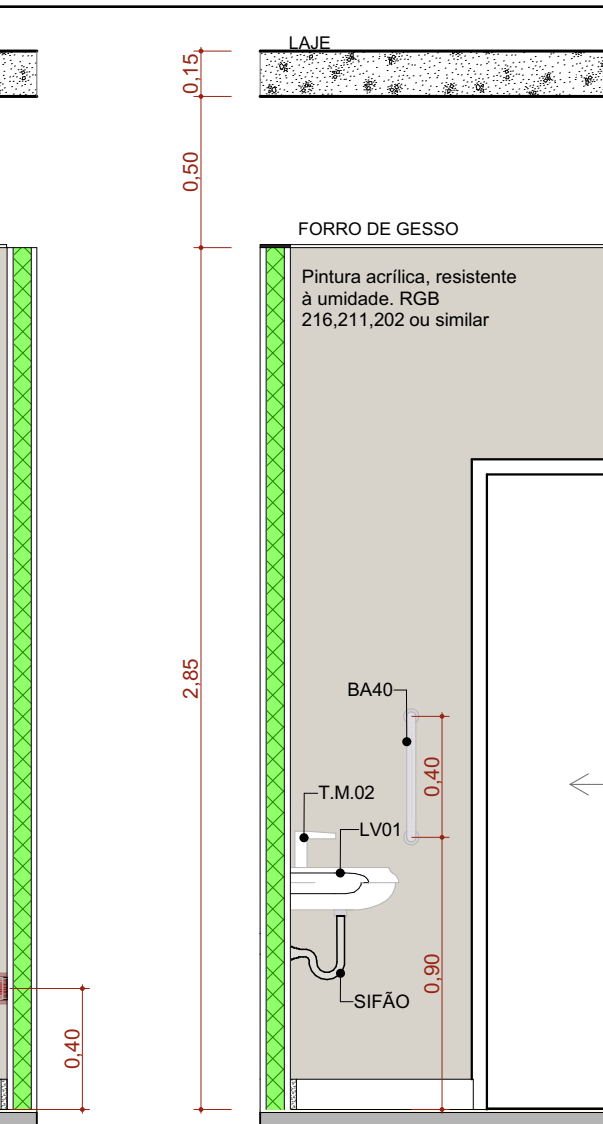 LAJE
0,15
0,50
FORRO DE GESSO
Pintura acrílica, resistente
à umidade. RGB
216,211,202 ou similar
2,85
BA40
0,40
T.M.02
LV01
0,90
SIFÃO
0,40